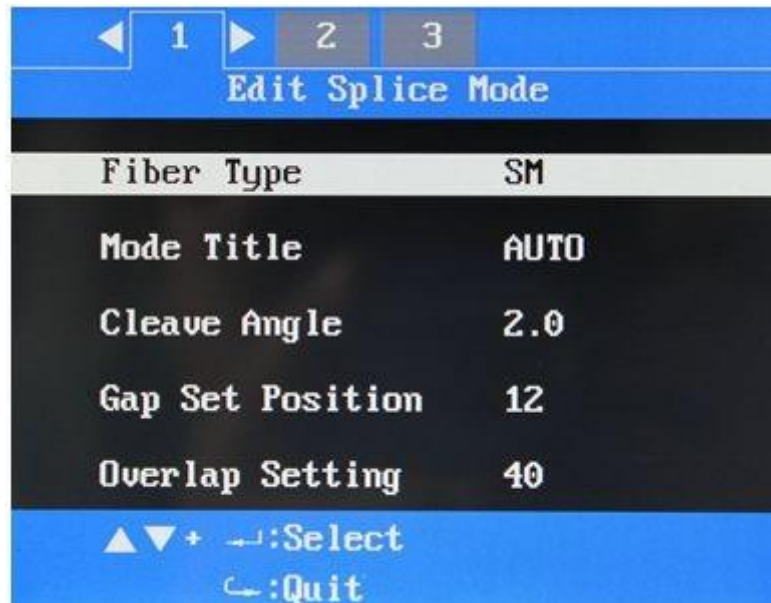 1 2 3
Edit Splice Mode
Fiber Type SM
Mode Title AUTO
Cleave Angle 2.0
Gap Set Position 12
Overlap Setting 40
▲▼+ ↵:Select
↪:Quit